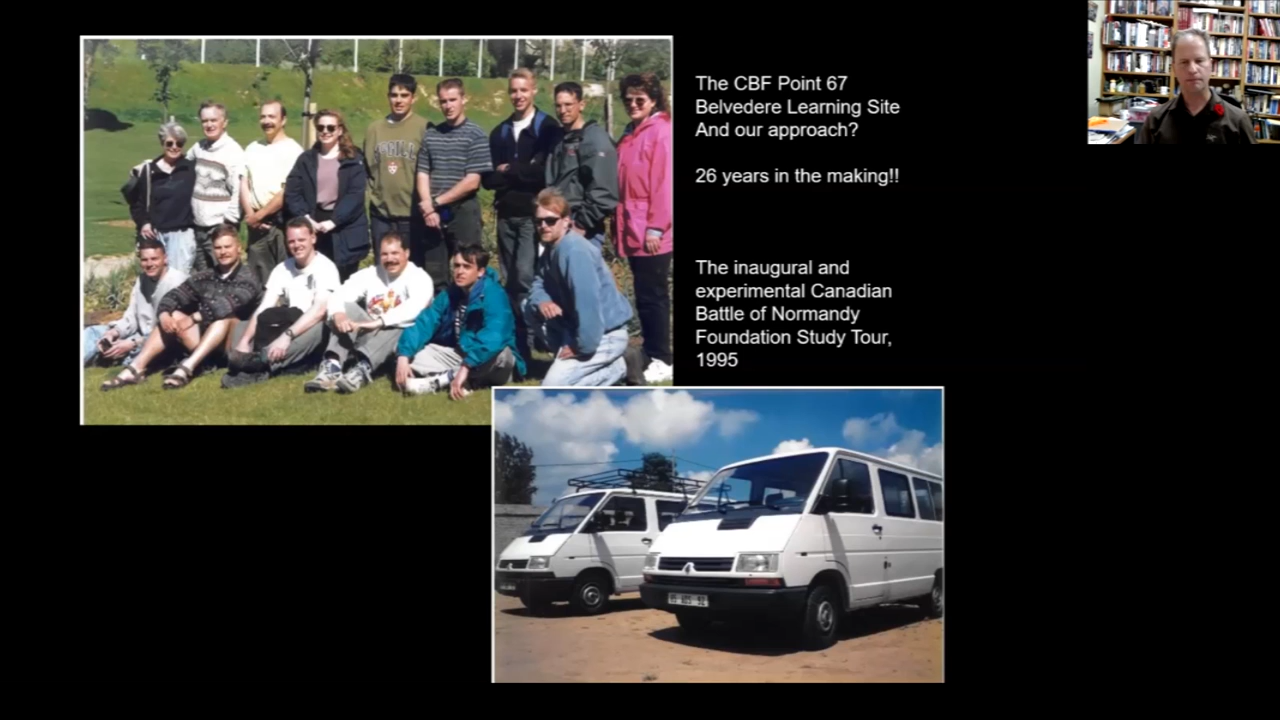 The CBF Point 67
Belvedere Learning Site
And our approach?
26 years in the making!!
The inaugural and
experimental Canadian
Battle of Normandy
Foundation Study Tour,
1995